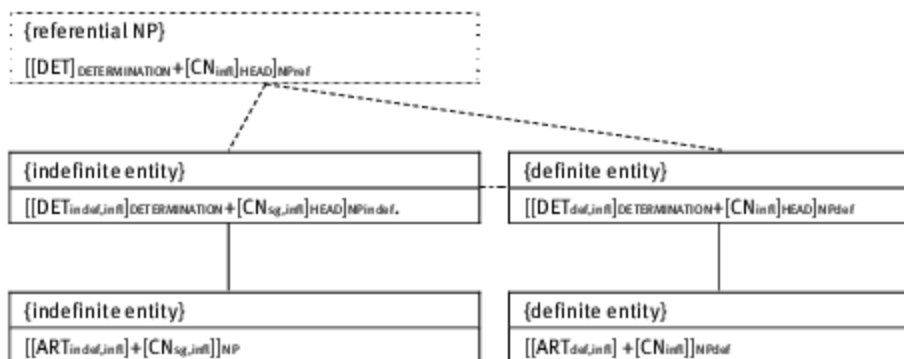 {referential NP}
[[DET]DETERMINATION+[CNinfl]HEAD]NPref
{indefinite entity}
[[DETindef,infl]DETERMINATION+[CNsg,infl]HEAD]NPindef.
{definite entity}
[[DETdef,infl]DETERMINATION+[CNinfl]HEAD]NPdef
{indefinite entity}
[[ARTindef,infl]+[CNsg,infl]]NP
{definite entity}
[[ARTdef,infl] +[CNinfl]]NPdef